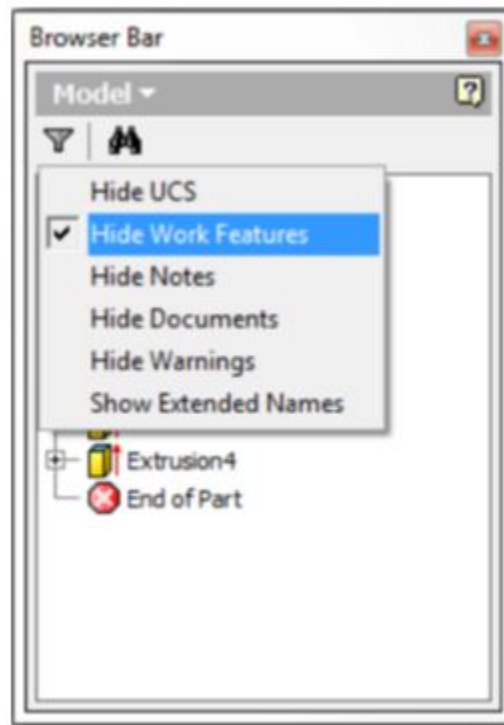 Browser Bar
Model
Hide UCS
Hide Work Features
Hide Notes
Hide Documents
Hide Warnings
Show Extended Names
Extrusion4
End of Part